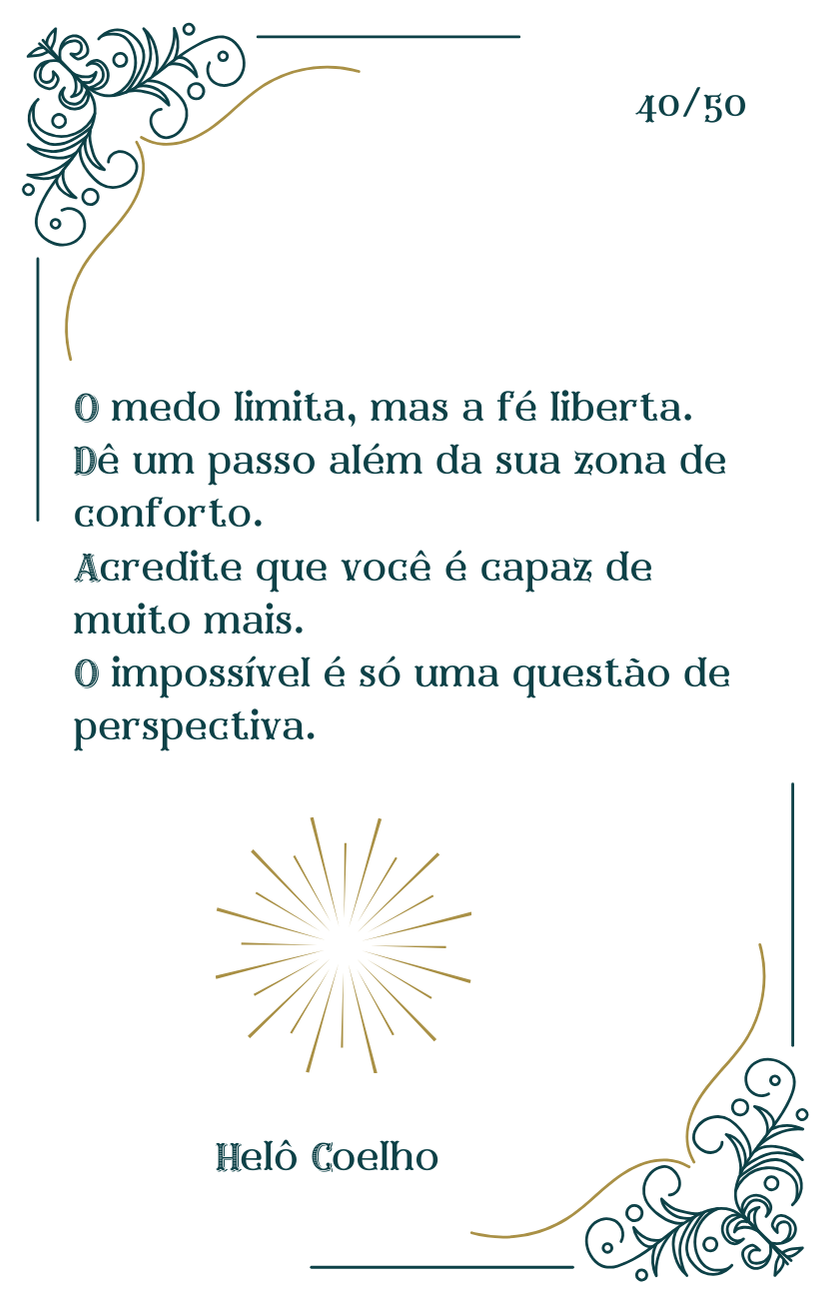 40/50
O medo limita, mas a fé liberta.
Dê um passo além da sua zona de
conforto.
Acredite que você é capaz de
muito mais.
O impossível é só uma questão de
perspectiva.
Helô Coelho